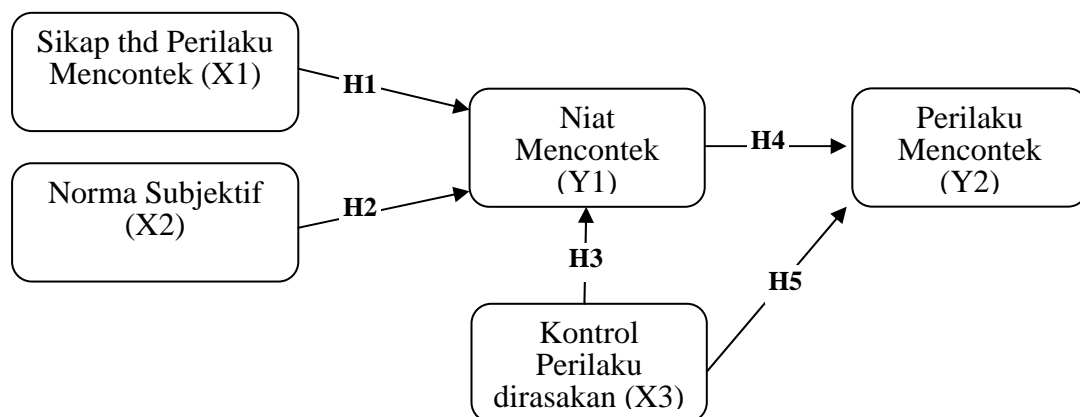 Sikap thd Perilaku
Mencontek (X1)
H1
Norma Subjektif
(X2)
H2
Niat
Mencontek
(Y1)
H4
Perilaku
Mencontek
(Y2)
H3
H5
Kontrol
Perilaku
dirasakan (X3)